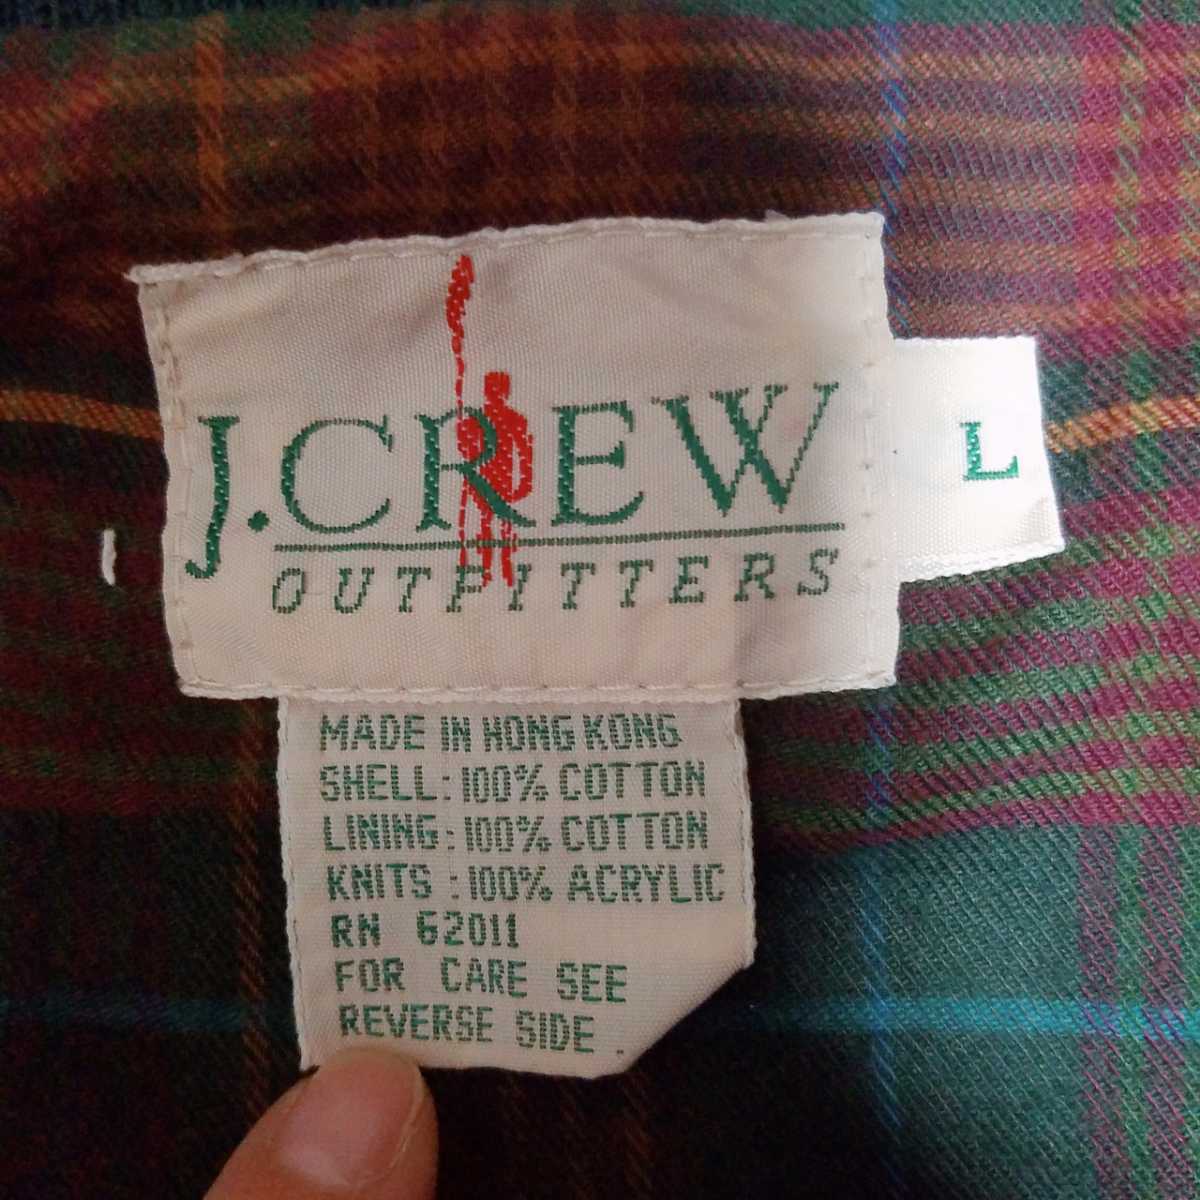 J.CREW
OUTFITTERS
L
MADE IN HONG KONG
SHELL: 100% COTTON
LINING: 100% COTTON
KNITS : 100% ACRYLIC
RN 62011
FOR CARE SEE
REVERSE SIDE.